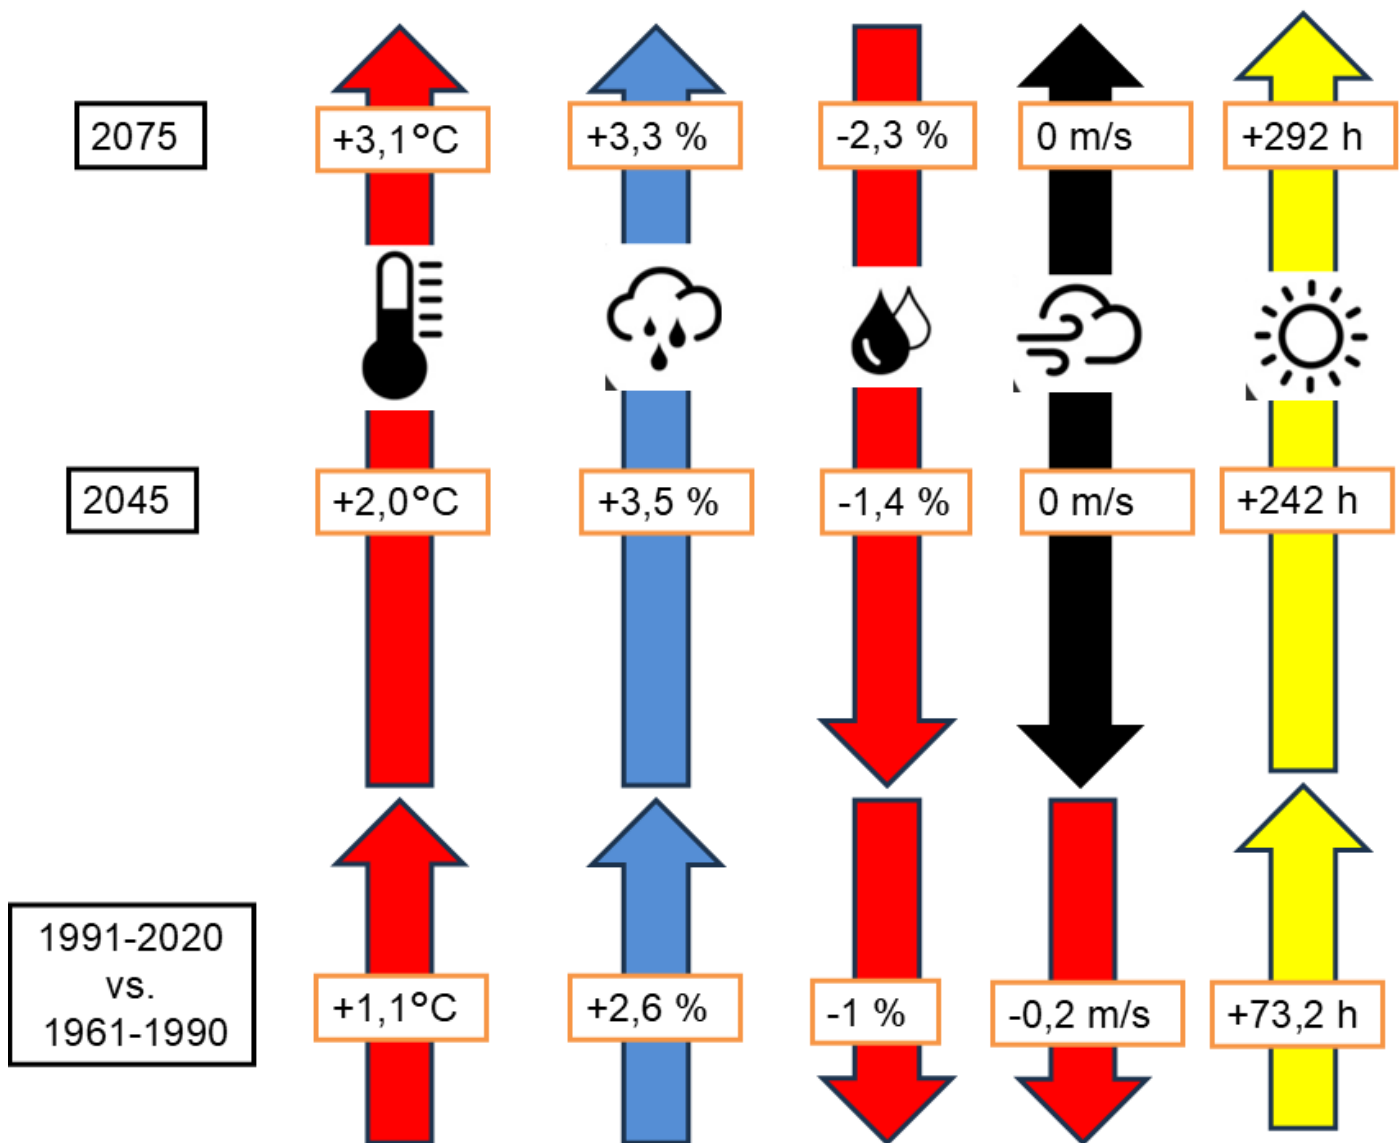 2075
+3,1°C
+3,3 %
-2,3 %
0 m/s
+292 h
2045
+2,0°C
+3,5 %
-1,4 %
0 m/s
+242 h
1991-2020
vs.
1961-1990
+1,1°C
+2,6 %
-1 %
-0,2 m/s
+73,2 h